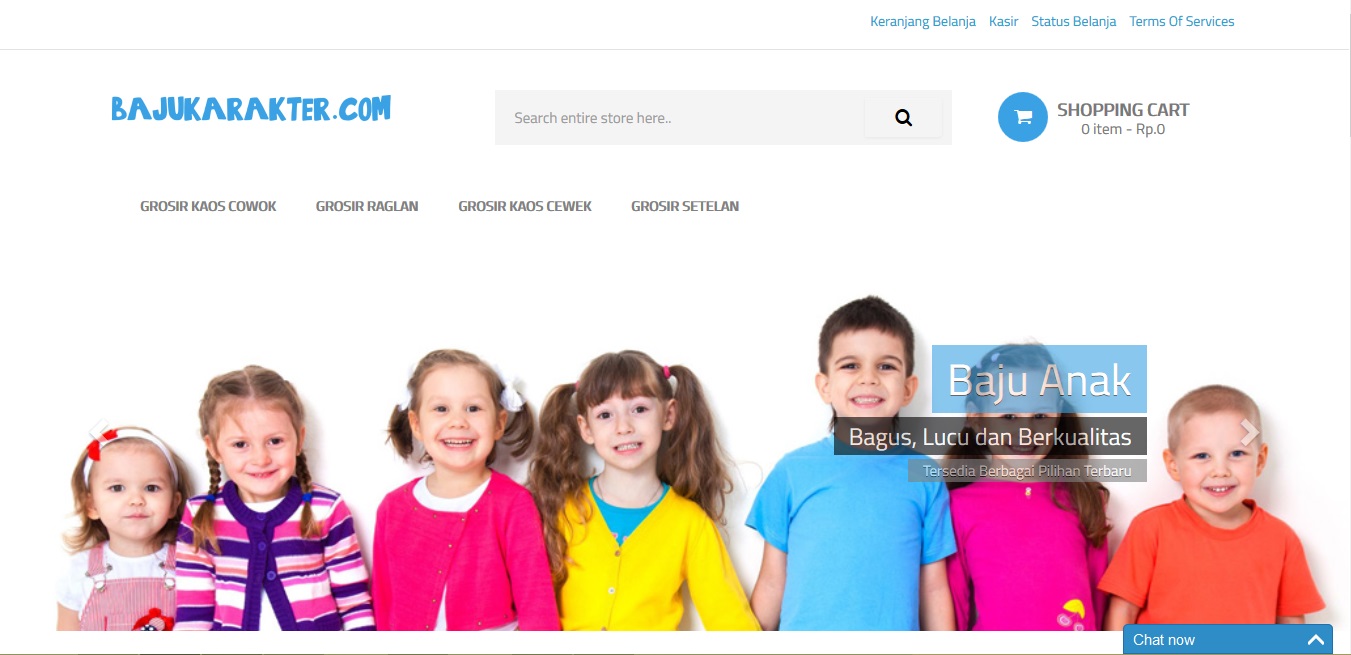 Keranjang Belanja Kasir Status Belanja Terms Of Services
BAJUKARAKTER.COM
Search entire store here..
SHOPPING CART
0 item - Rp.0
GROSIR KAOS COWOK GROSIR RAGLAN GROSIR KAOS CEWEK GROSIR SETELAN
Baju Anak
Bagus, Lucu dan Berkualitas
Tersedia Berbagai Pilihan Terbaru
Chat now